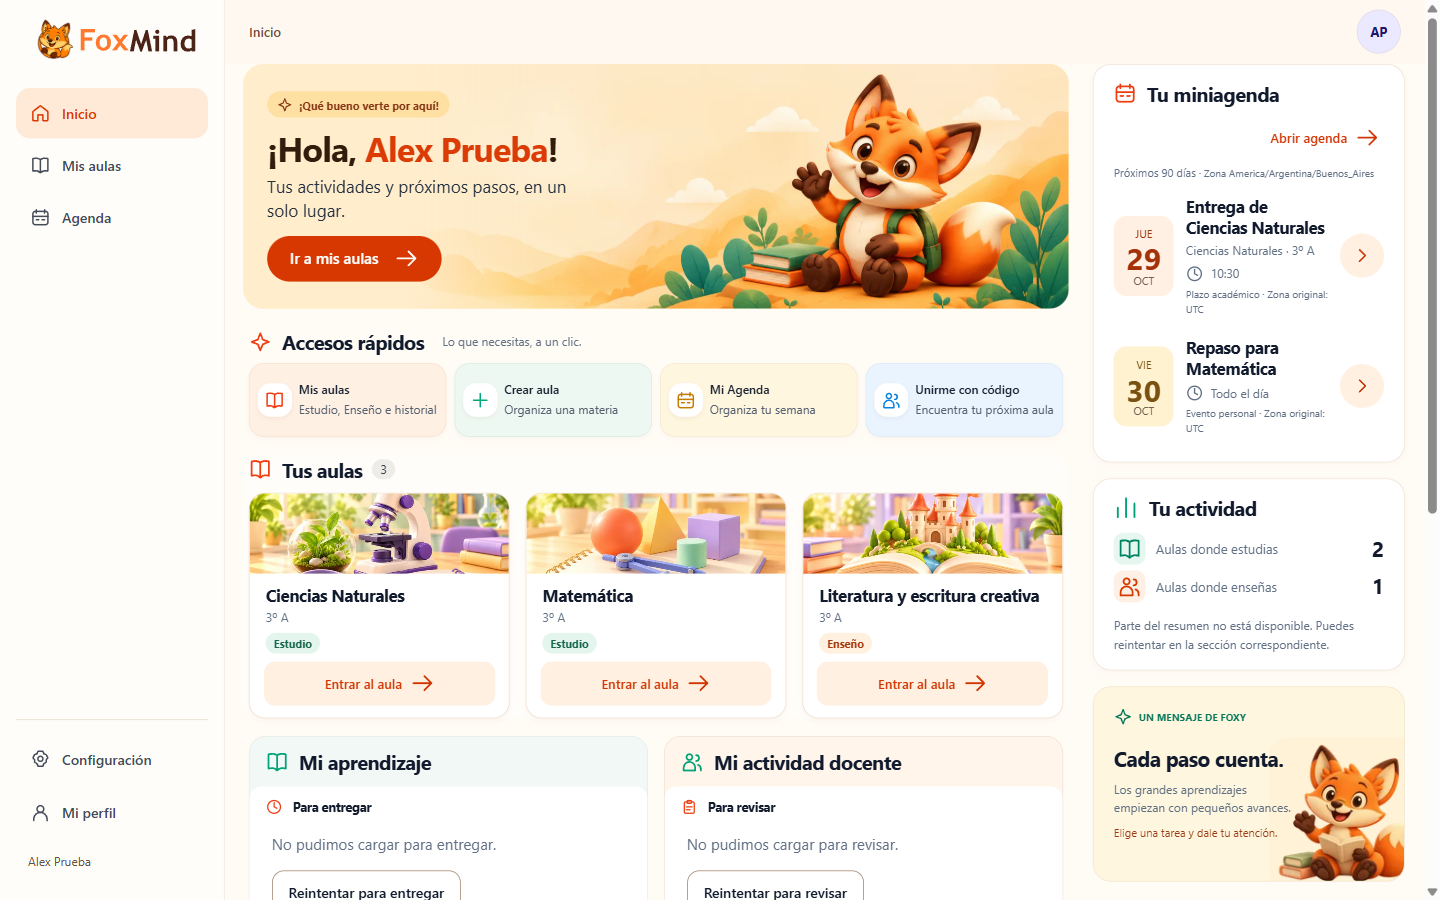 FoxMind
Inicio
Mis aulas
Agenda
Configuración
Mi perfil
Alex Prueba
Inicio
AP
¡Qué bueno verte por aquí!
¡Hola, Alex Prueba!
Tus actividades y próximos pasos, en un
solo lugar.
Ir a mis aulas
Accesos rápidos
Lo que necesitas, a un clic.
Mis aulas
Estudio, Enseño e historial
Crear aula
Organiza una materia
Mi Agenda
Organiza tu semana
Unirme con código
Encuentra tu próxima aula
Tus aulas
3
Ciencias Naturales
3º A
Estudio
Entrar al aula
Matemática
3º A
Estudio
Entrar al aula
Literatura y escritura creativa
3º A
Enseño
Entrar al aula
Mi aprendizaje
Para entregar
No pudimos cargar para entregar.
Reintentar para entregar
Mi actividad docente
Para revisar
No pudimos cargar para revisar.
Reintentar para revisar
Tu miniagenda
Abrir agenda
Próximos 90 días · Zona America/Argentina/Buenos_Aires
JUE
29
OCT
Entrega de
Ciencias Naturales
Ciencias Naturales · 3º A
10:30
Plazo académico · Zona original:
UTC
VIE
30
OCT
Repaso para
Matemática
Todo el día
Evento personal · Zona original:
UTC
Tu actividad
Aulas donde estudias
2
Aulas donde enseñas
1
Parte del resumen no está disponible. Puedes
reintentar en la sección correspondiente.
UN MENSAJE DE FOXY
Cada paso cuenta.
Los grandes aprendizajes
empiezan con pequeños avances.
Elige una tarea y dale tu atención.